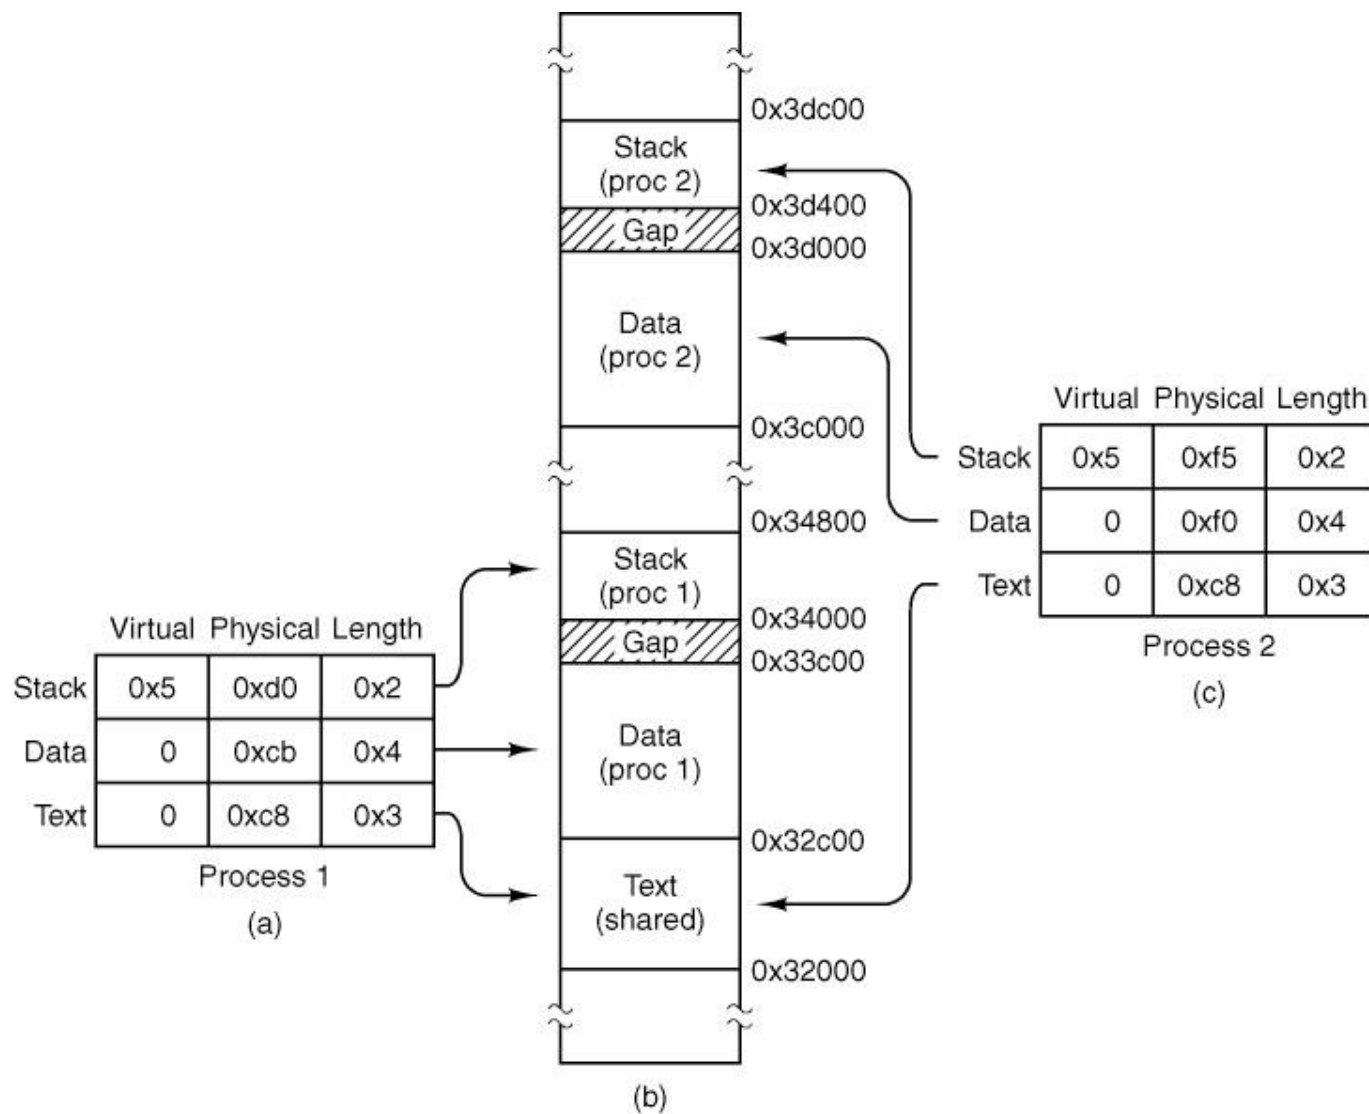 0x3dc00
Stack
(proc 2)
0x3d400
Gap
0x3d000
Data
(proc 2)
0x3c000
0x34800
Stack
(proc 1)
0x34000
Gap
0x33c00
Data
(proc 1)
0x32c00
Text
(shared)
0x32000
(b)
Virtual Physical Length
Stack 0x5 0xd0 0x2
Data 0 0xcb 0x4
Text 0 0xc8 0x3
Process 1
(a)
Virtual Physical Length
Stack 0x5 0xf5 0x2
Data 0 0xf0 0x4
Text 0 0xc8 0x3
Process 2
(c)